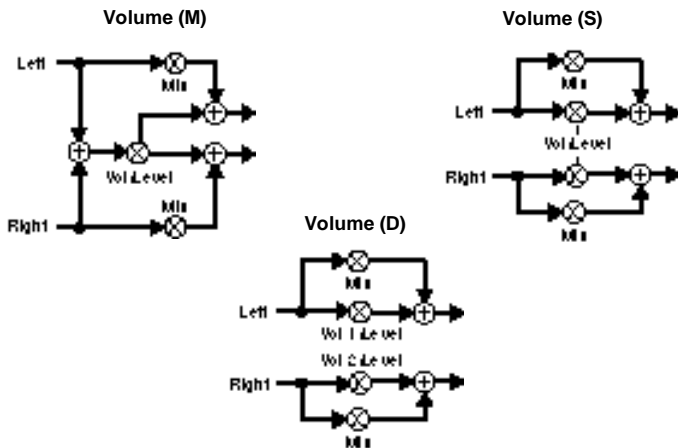 Volume (M)
Left
Mix
Vol,Level
Right
Mix
Volume (S)
Mix
Left
Vol,Level
Right
Mix
Volume (D)
Mix
Left
Vol 1,Level
Vol 2,Level
Right
Mix